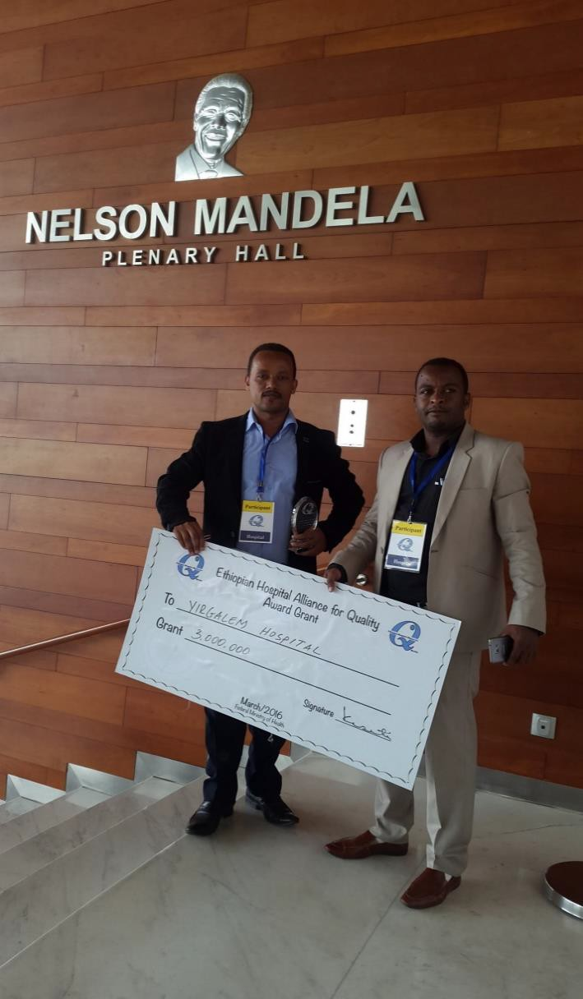 NELSON MANDELA
PLENARY HALL
Participant
Hospital
Participant
Hospital
Ethiopian Hospital Alliance for Quality
Award Grant
To YIRGALEM HOSPITAL
Grant 3,000,000
March/2016
Federal Ministry of Health
Signature